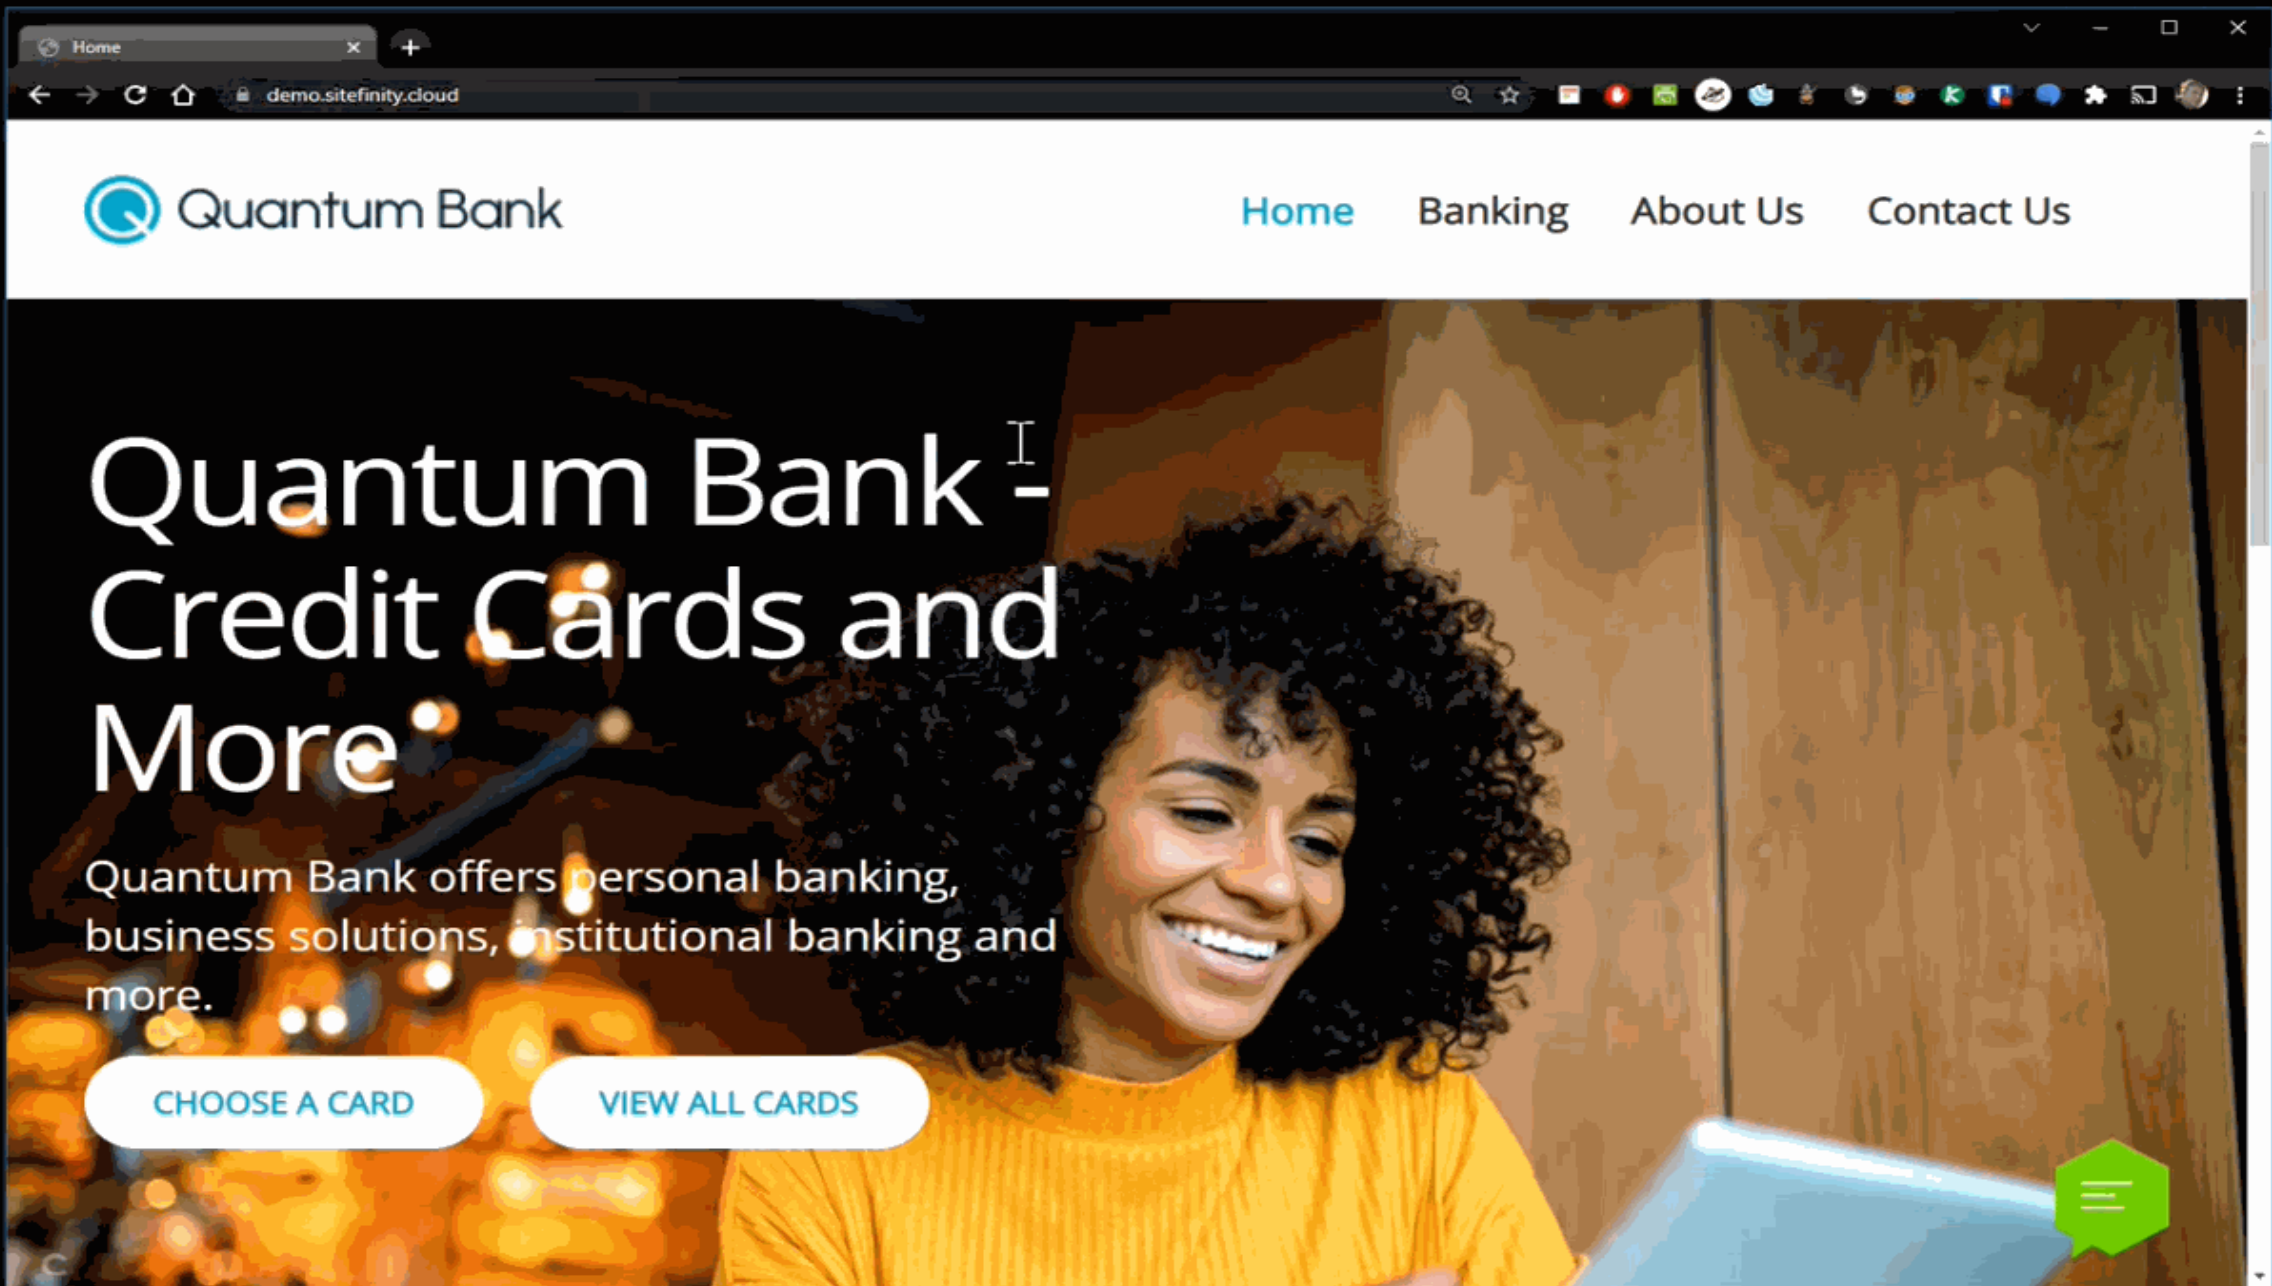 Home
demo.sitefinity.cloud
Quantum Bank
Home Banking About Us Contact Us
Quantum Bank -
Credit Cards and
More
Quantum Bank offers personal banking,
business solutions, institutional banking and
more.
CHOOSE A CARD VIEW ALL CARDS